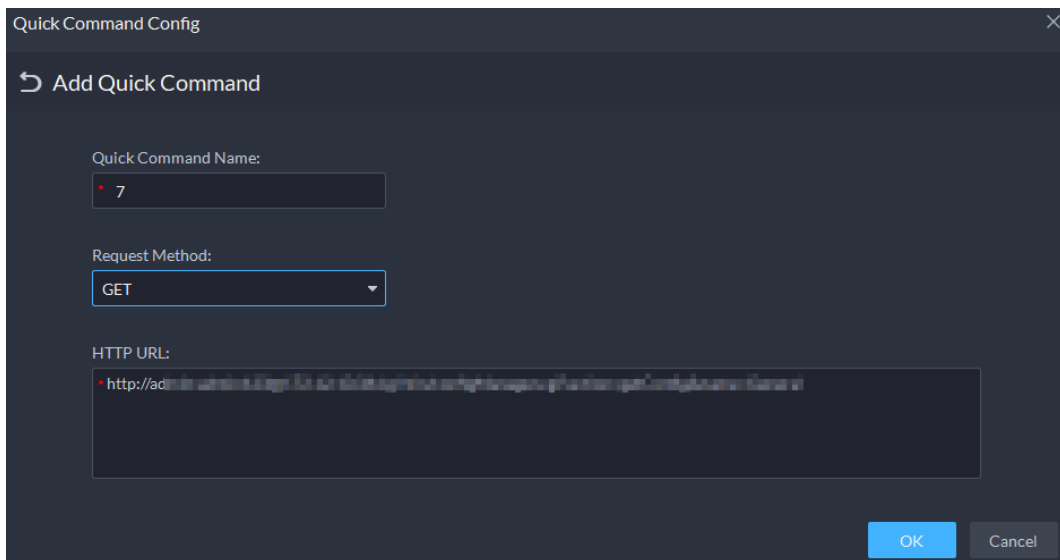 Quick Command Config
Add Quick Command
Quick Command Name:
* 7
Request Method:
GET
HTTP URL:
* http://ad
OK
Cancel